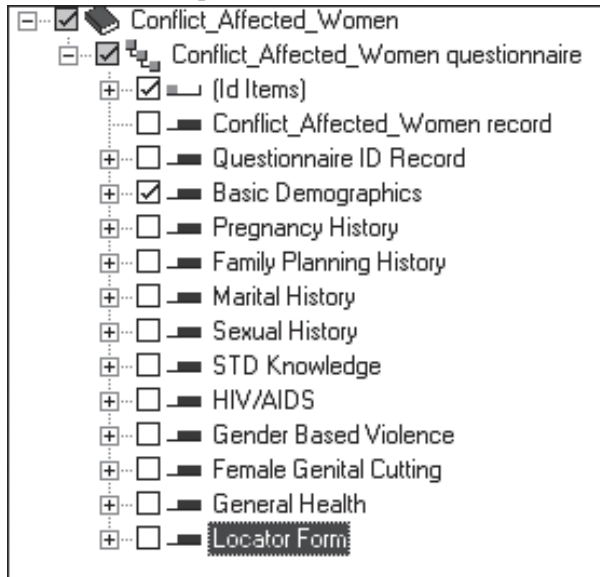 Conflict_Affected_Women
Conflict_Affected_Women questionnaire
(Id Items)
Conflict_Affected_Women record
Questionnaire ID Record
Basic Demographics
Pregnancy History
Family Planning History
Marital History
Sexual History
STD Knowledge
HIV/AIDS
Gender Based Violence
Female Genital Cutting
General Health
Locator Form